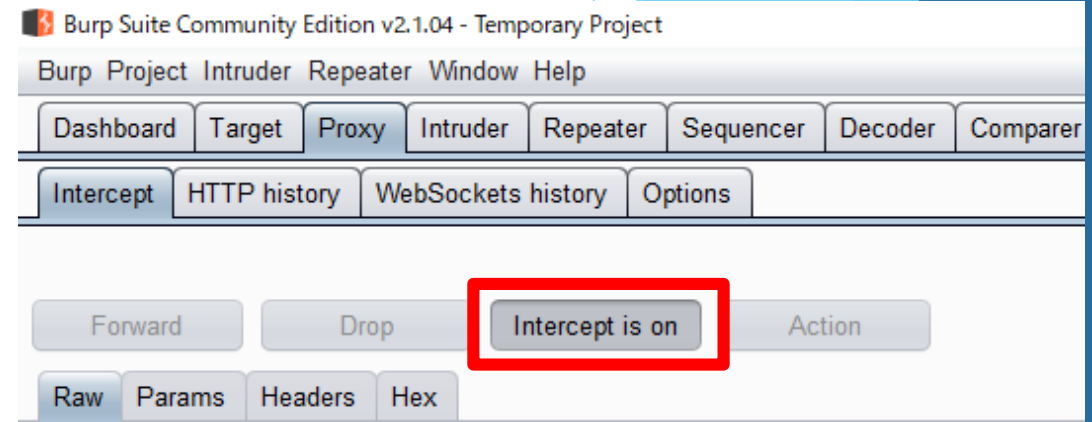 Burp Suite Community Edition v2.1.04 - Temporary Project
Burp Project Intruder Repeater Window Help
Dashboard Target Proxy Intruder Repeater Sequencer Decoder Comparer
Intercept HTTP history WebSockets history Options
Forward Drop Intercept is on Action
Raw Params Headers Hex